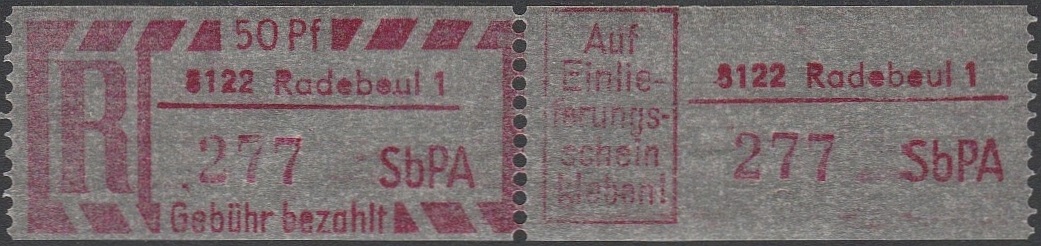 50 Pf
R
8122 Radebeul 1
277 SbPA
Gebühr bezahlt
Auf
Einlie-
ferungs-
schein
kleben!
8122 Radebeul 1
277 SbPA